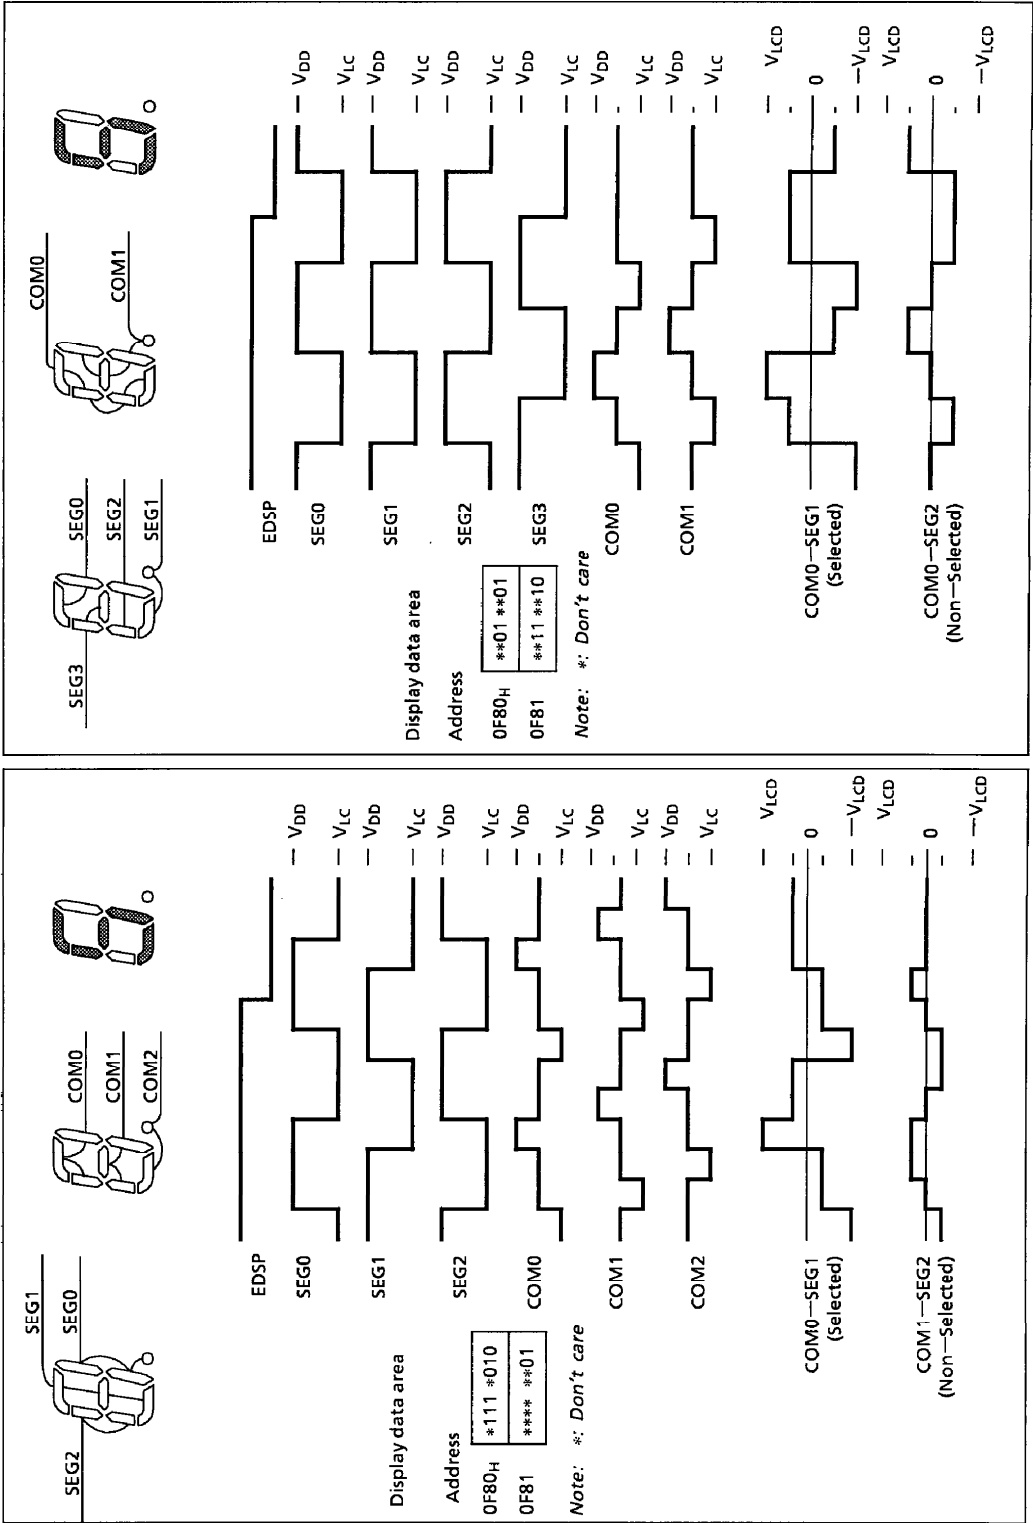 SEG1
SEG0
SEG2
COM0
COM1
COM2
EDSP
SEG0
VDD
VLC
SEG1
VDD
VLC
SEG2
VDD
VLC
COM0
VDD
VLC
COM1
VDD
VLC
COM2
VDD
VLC
Display data area
Address
0F80H *111 *010
0F81 **** **01
Note: *: Don't care
COM0—SEG1
(Selected)
VLCD
0
—VLCD
COM1—SEG2
(Non—Selected)
VLCD
0
—VLCD
SEG3
SEG0
SEG2
SEG1
COM0
COM1
EDSP
SEG0
VDD
VLC
SEG1
VDD
VLC
SEG2
VDD
VLC
SEG3
VDD
VLC
COM0
VDD
VLC
COM1
VDD
VLC
Display data area
Address
0F80H **01 **01
0F81 **11 **10
Note: *: Don't care
COM0—SEG1
(Selected)
VLCD
0
—VLCD
COM0—SEG2
(Non—Selected)
VLCD
0
—VLCD